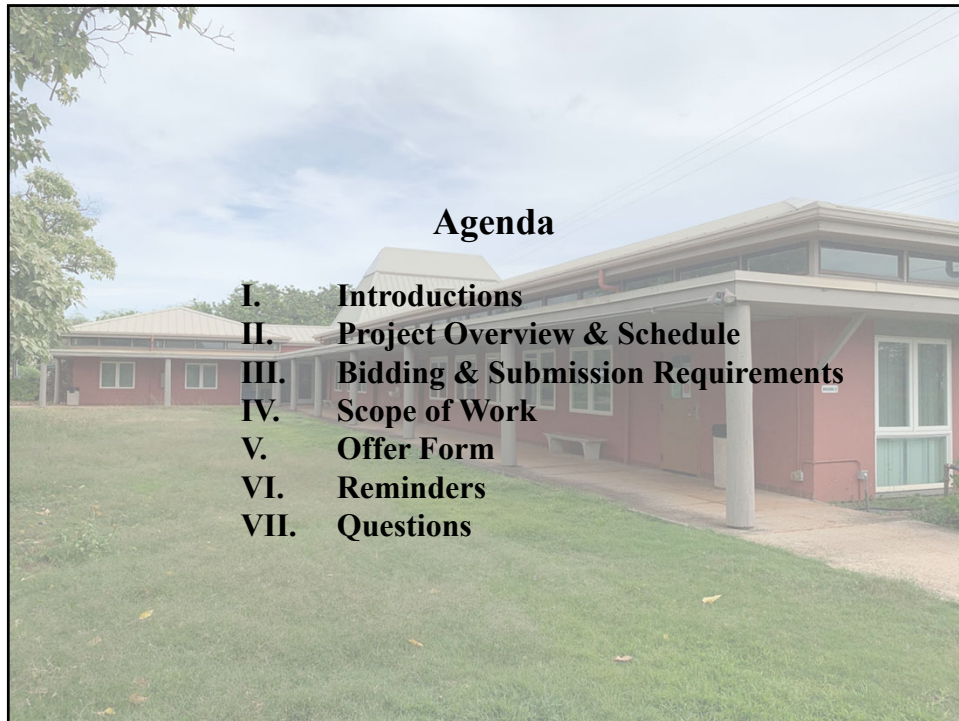 Agenda
I. Introductions
II. Project Overview & Schedule
III. Bidding & Submission Requirements
IV. Scope of Work
V. Offer Form
VI. Reminders
VII. Questions